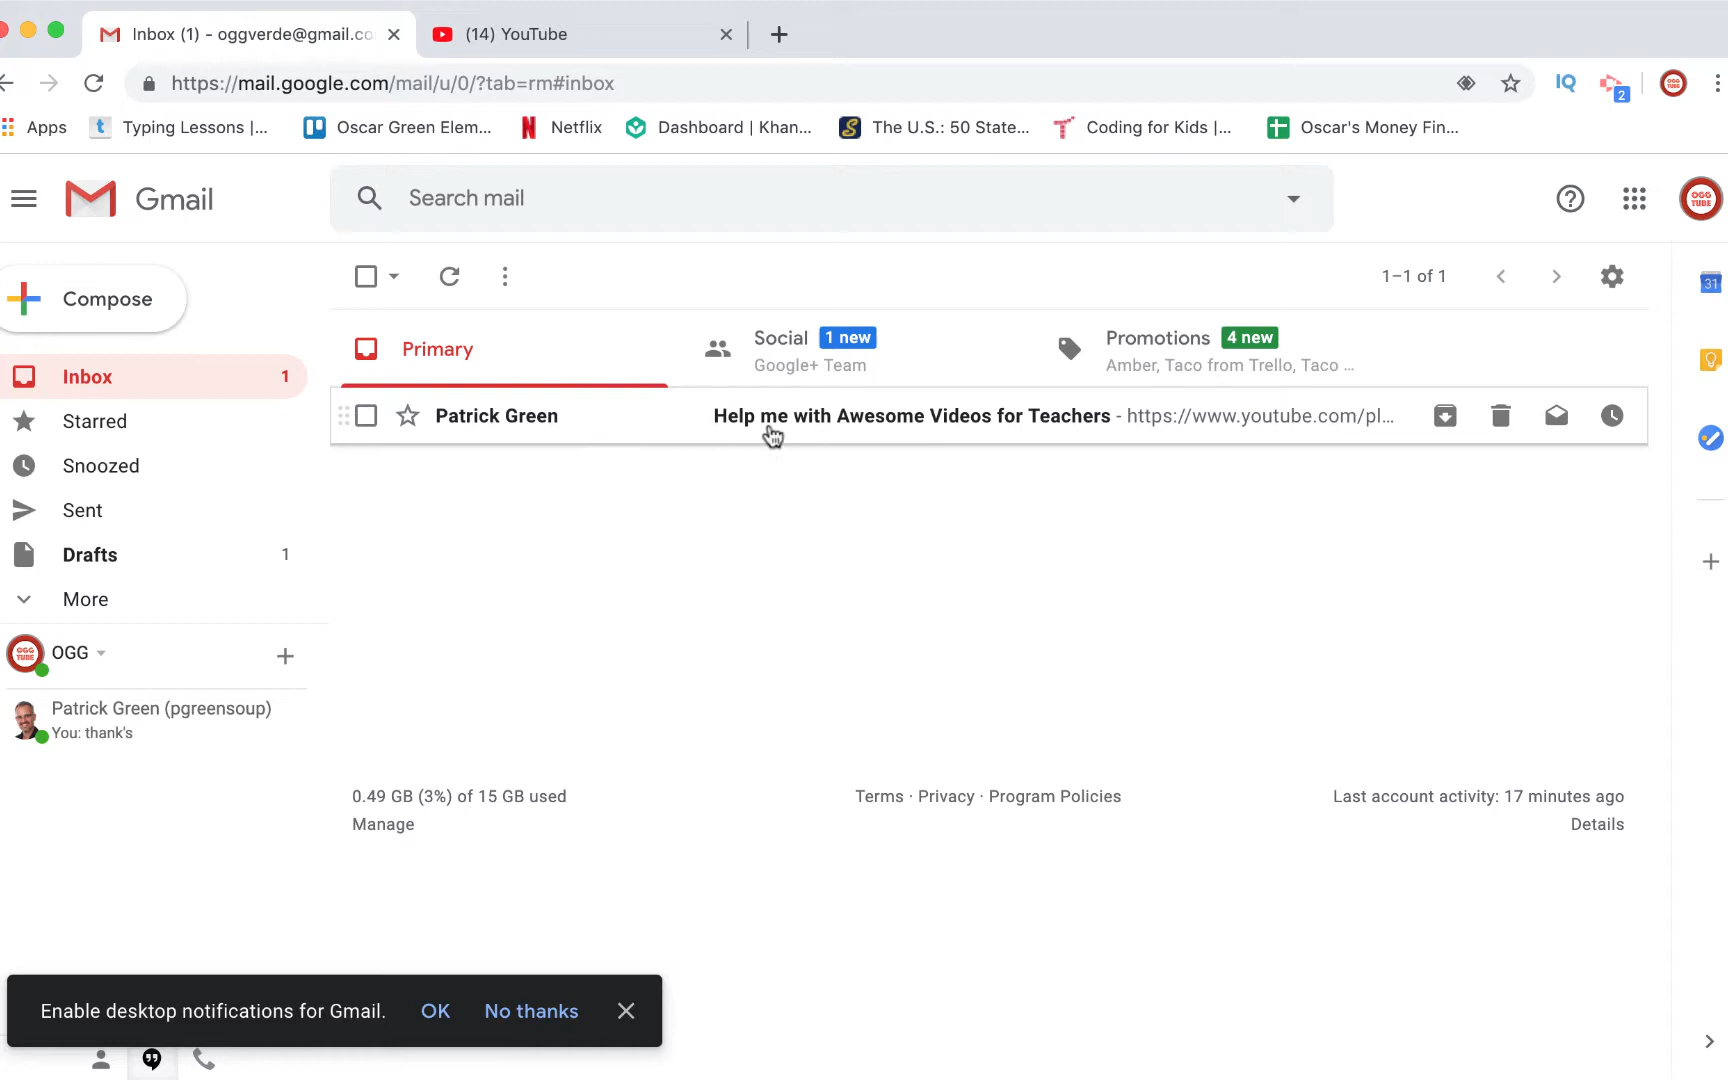 Inbox (1) - oggverde@gmail.co
(14) YouTube
https://mail.google.com/mail/u/0/?tab=rm#inbox
IQ
2
Apps
t
Typing Lessons |...
Oscar Green Elem...
N
Netflix
Dashboard | Khan...
S
The U.S.: 50 State...
T
Coding for Kids |...
Oscar's Money Fin...
Gmail
Search mail
OGG
TUBE
Compose
1–1 of 1
31
Primary
Social 1 new
Google+ Team
Promotions 4 new
Amber, Taco from Trello, Taco ...
Inbox 1
Patrick Green
Help me with Awesome Videos for Teachers - https://www.youtube.com/pl...
Starred
Snoozed
Sent
Drafts 1
More
OGG
TUBE
OGG
Patrick Green (pgreensoup)
You: thank's
0.49 GB (3%) of 15 GB used
Manage
Terms · Privacy · Program Policies
Last account activity: 17 minutes ago
Details
Enable desktop notifications for Gmail. OK No thanks